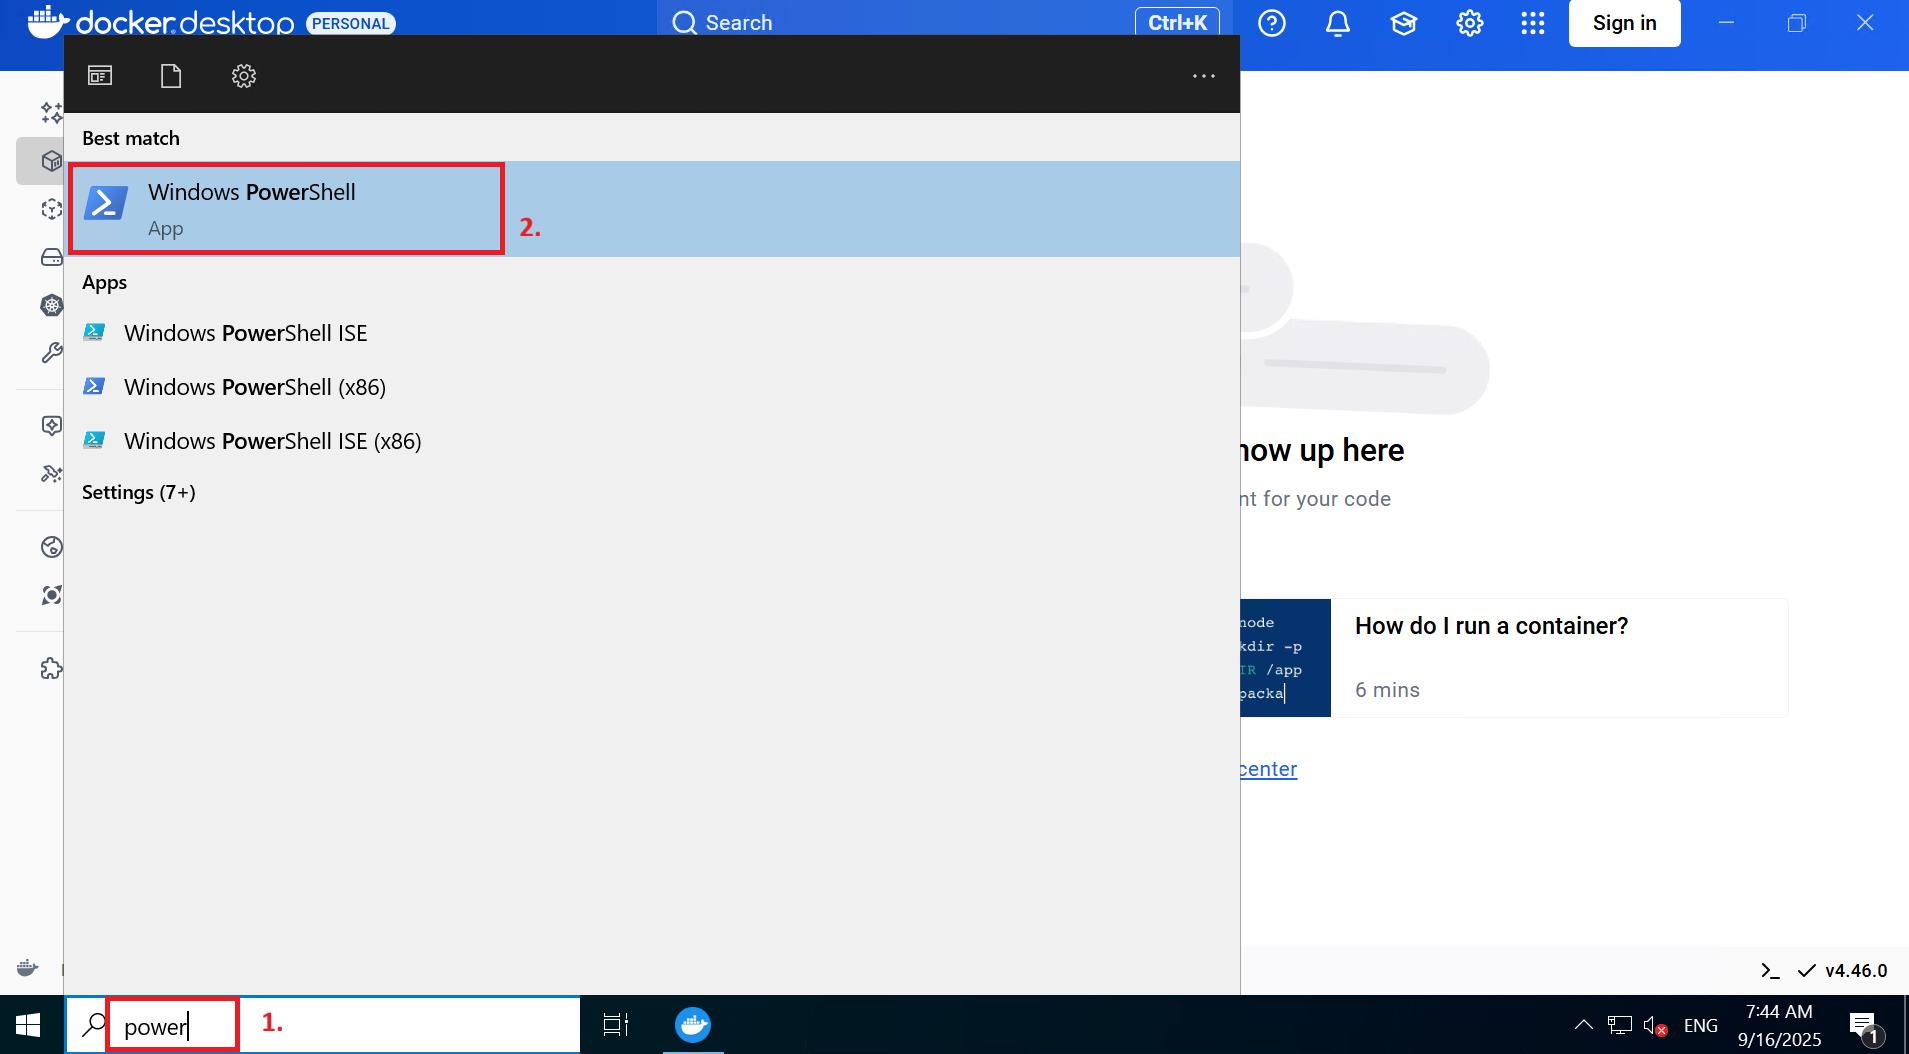 docker desktop PERSONAL
Search
Ctrl+K
Sign in
Best match
Windows PowerShell
App
2.
Apps
Windows PowerShell ISE
Windows PowerShell (x86)
Windows PowerShell ISE (x86)
Settings (7+)
how up here
nt for your code
node
kdir -p
IR /app
packa
How do I run a container?
6 mins
center
v4.46.0
power
1.
ENG
7:44 AM
9/16/2025
1